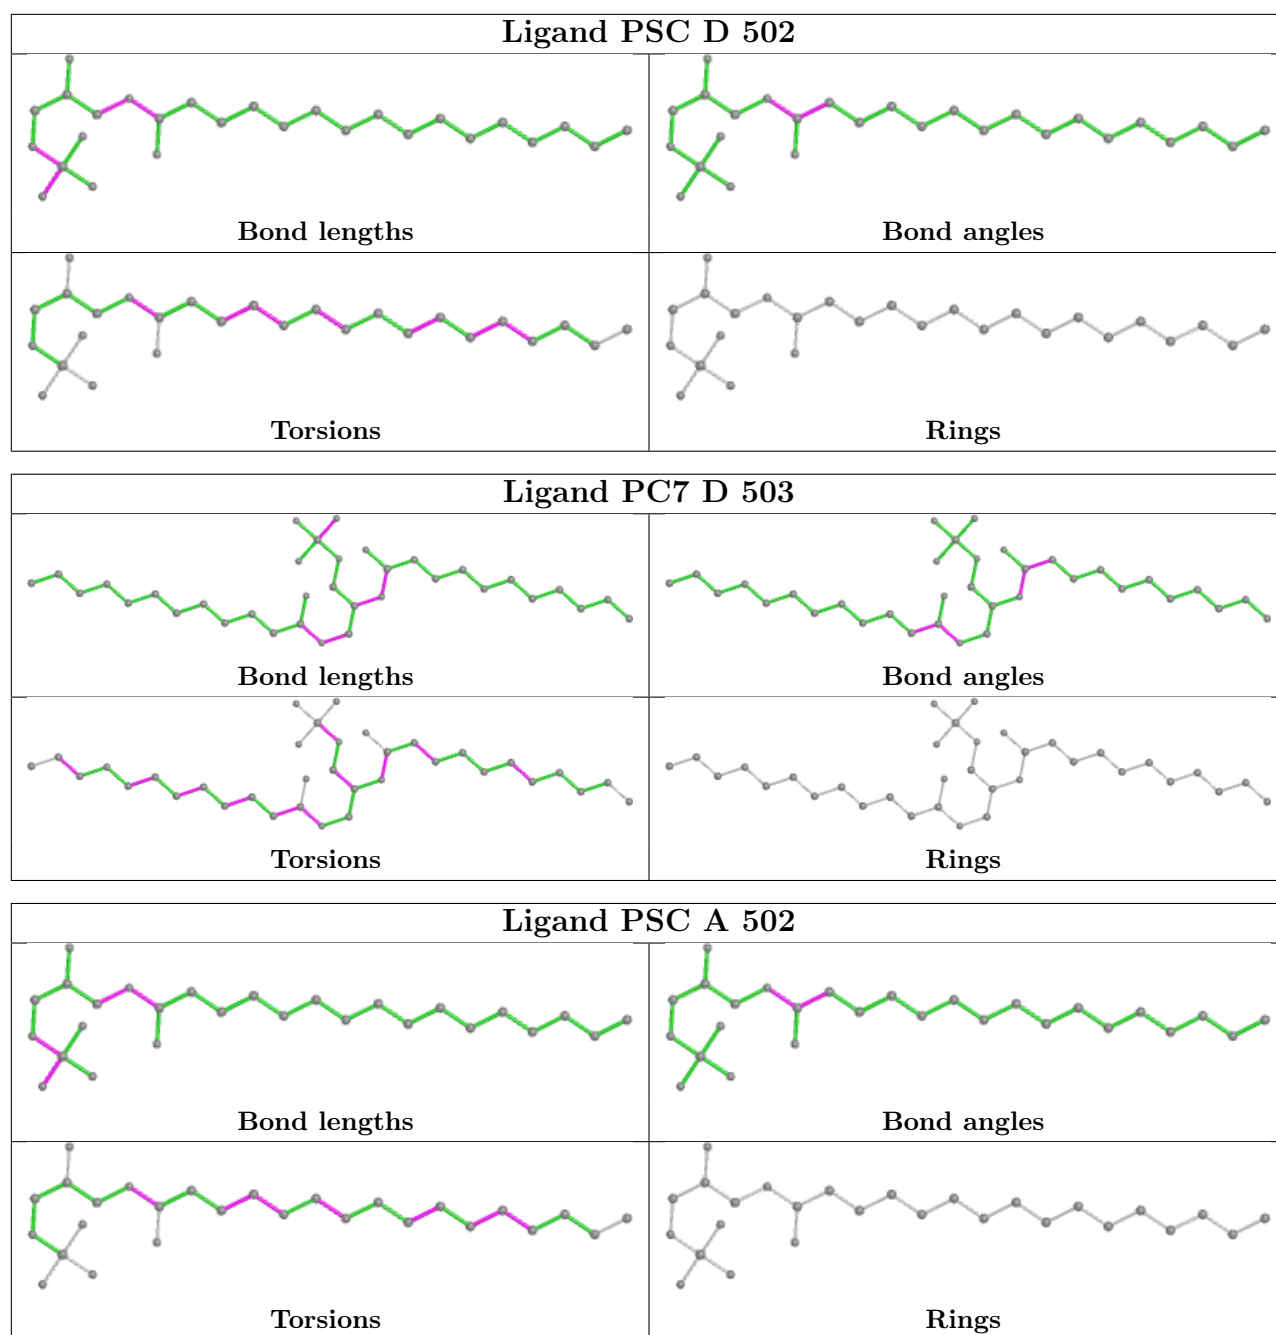 Ligand PSC D 502
Bond lengths
Bond angles
Torsions
Rings
Ligand PC7 D 503
Bond lengths
Bond angles
Torsions
Rings
Ligand PSC A 502
Bond lengths
Bond angles
Torsions
Rings